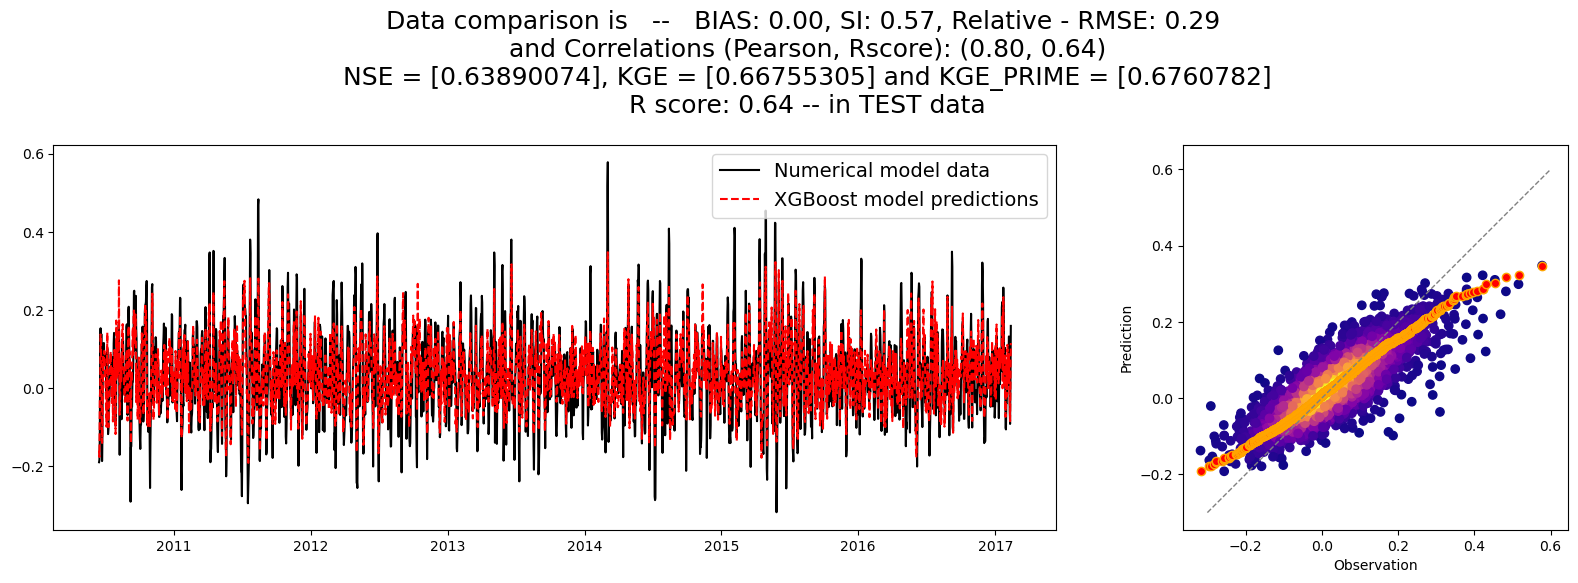 Data comparison is   --   BIAS: 0.00, SI: 0.57, Relative - RMSE: 0.29
and Correlations (Pearson, Rscore): (0.80, 0.64)
NSE = [0.63890074], KGE = [0.66755305] and KGE_PRIME = [0.6760782]
R score: 0.64 -- in TEST data
0.6
0.4
0.2
0.0
−0.2
2011
2012
2013
2014
2015
2016
2017
Numerical model data
XGBoost model predictions
Prediction
0.6
0.4
0.2
0.0
−0.2
−0.2
0.0
0.2
0.4
0.6
Observation